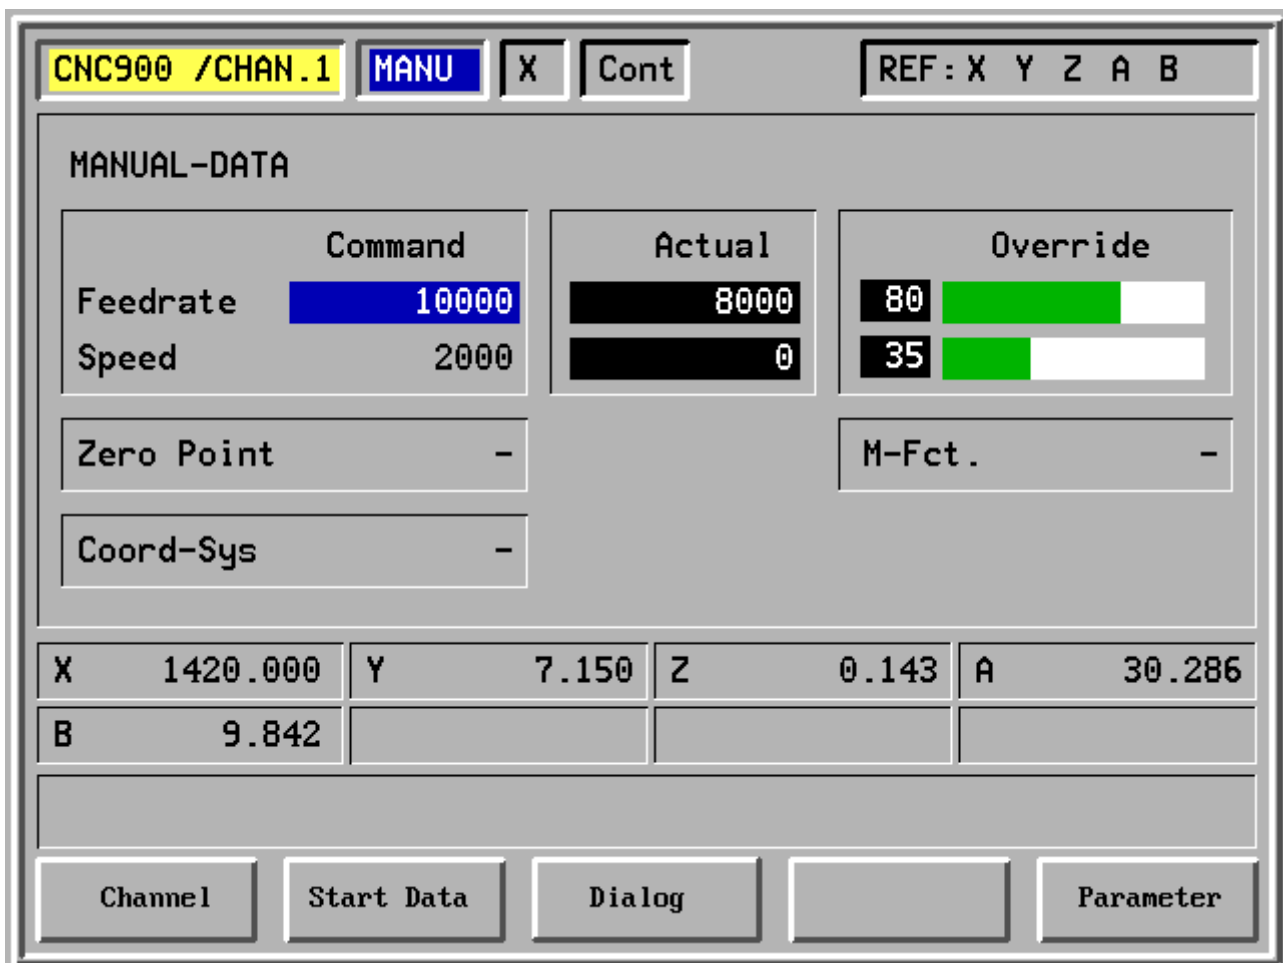 CNC900 /CHAN.1 MANU X Cont REF:X Y Z A B
MANUAL-DATA
Command Actual Override
Feedrate 10000 8000 80
Speed 2000 0 35
Zero Point - M-Fct. -
Coord-Sys -
X 1420.000 Y 7.150 Z 0.143 A 30.286
B 9.842
Channel Start Data Dialog Parameter